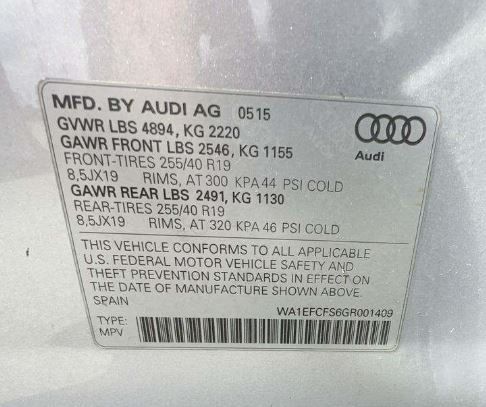 MFD. BY AUDI AG 0515
GVWR LBS 4894, KG 2220
GAWR FRONT LBS 2546, KG 1155
FRONT-TIRES 255/40 R19
8,5JX19 RIMS, AT 300 KPA 44 PSI COLD
GAWR REAR LBS 2491, KG 1130
REAR-TIRES 255/40 R19
8,5JX19 RIMS, AT 320 KPA 46 PSI COLD
Audi
THIS VEHICLE CONFORMS TO ALL APPLICABLE
U.S. FEDERAL MOTOR VEHICLE SAFETY AND
THEFT PREVENTION STANDARDS IN EFFECT ON
THE DATE OF MANUFACTURE SHOWN ABOVE.
SPAIN
WA1EFCFS6GR001409
TYPE:
MPV